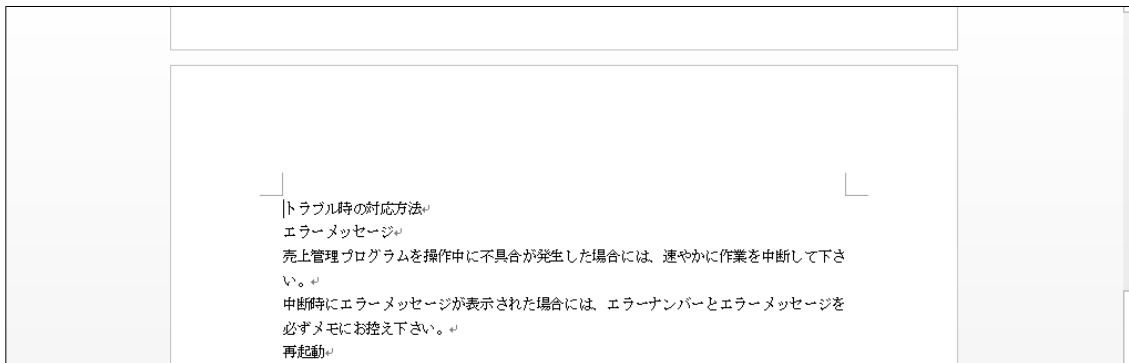 トラブル時の対応方法
エラーメッセージ
売上管理プログラムを操作中に不具合が発生した場合には、速やかに作業を中断して下さ
い。
中断時にエラーメッセージが表示された場合には、エラーナンバーとエラーメッセージを
必ずメモにお控え下さい。
再起動